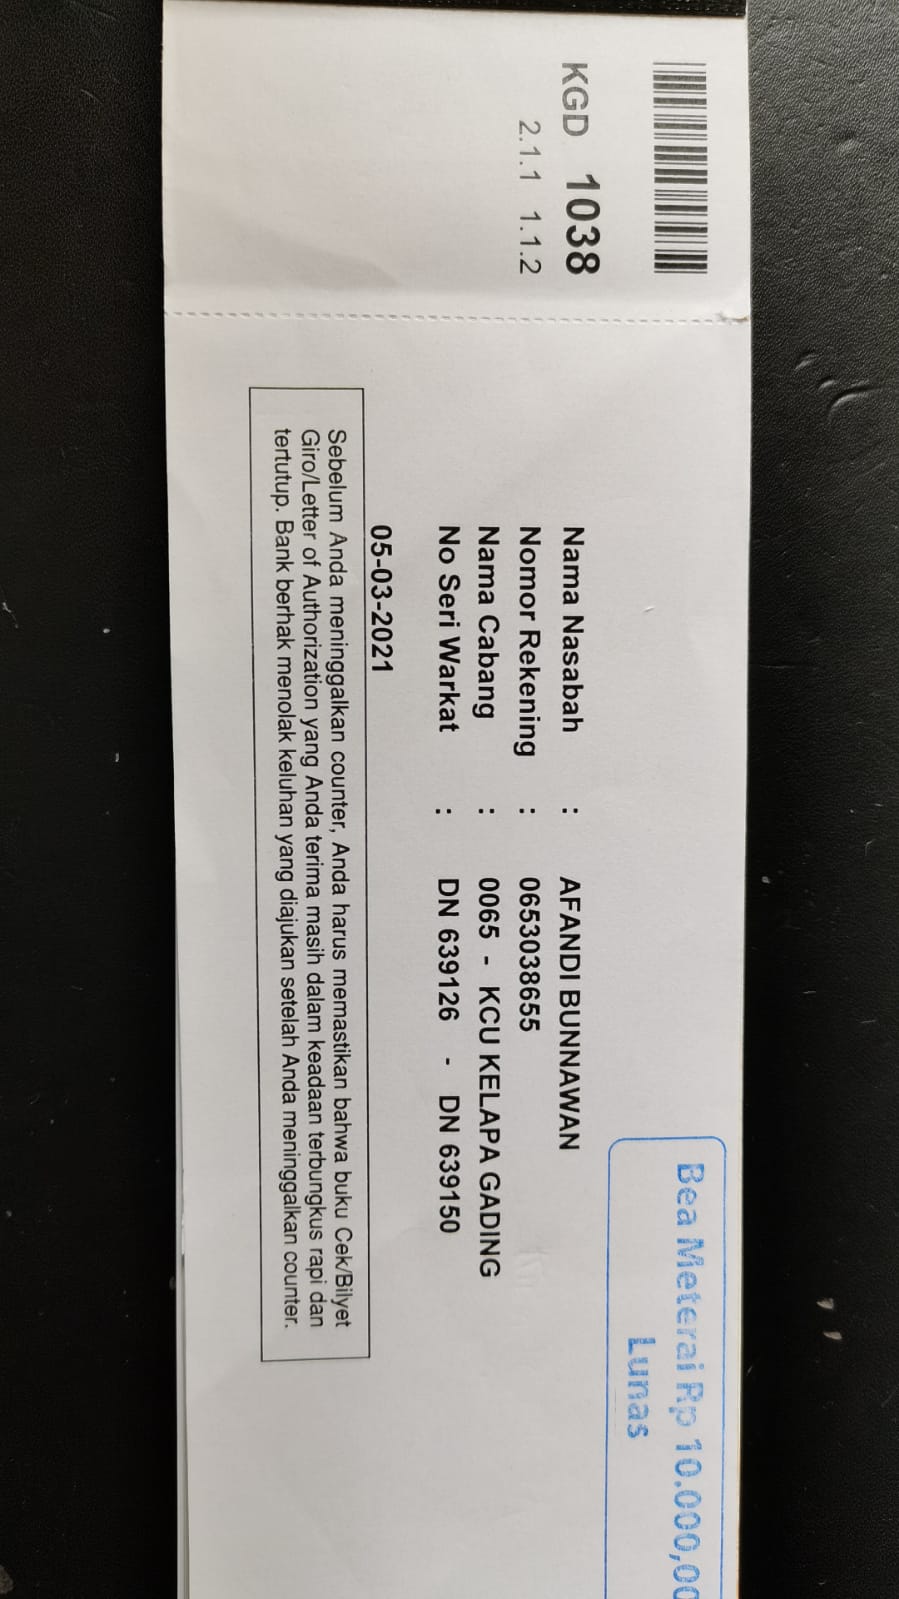 KGD 1038
2.1.1 1.1.2
Bea Meterai Rp 10.000,00
Lunas
Nama Nasabah : AFANDI BUNNAWAN
Nomor Rekening : 0653038655
Nama Cabang : 0065 - KCU KELAPA GADING
No Seri Warkat : DN 639126 - DN 639150
05-03-2021
Sebelum Anda meninggalkan counter, Anda harus memastikan bahwa buku Cek/Bilyet
Giro/Letter of Authorization yang Anda terima masih dalam keadaan terbungkus rapi dan
tertutup. Bank berhak menolak keluhan yang diajukan setelah Anda meninggalkan counter.